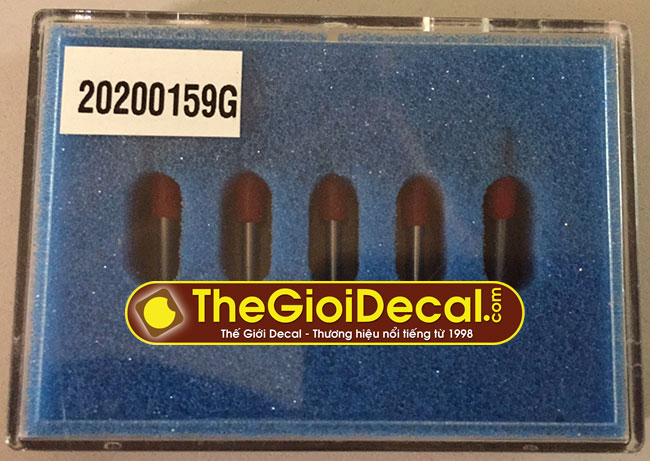 20200159G
TheGioiDecal.com
Thế Giới Decal - Thương hiệu nổi tiếng từ 1998